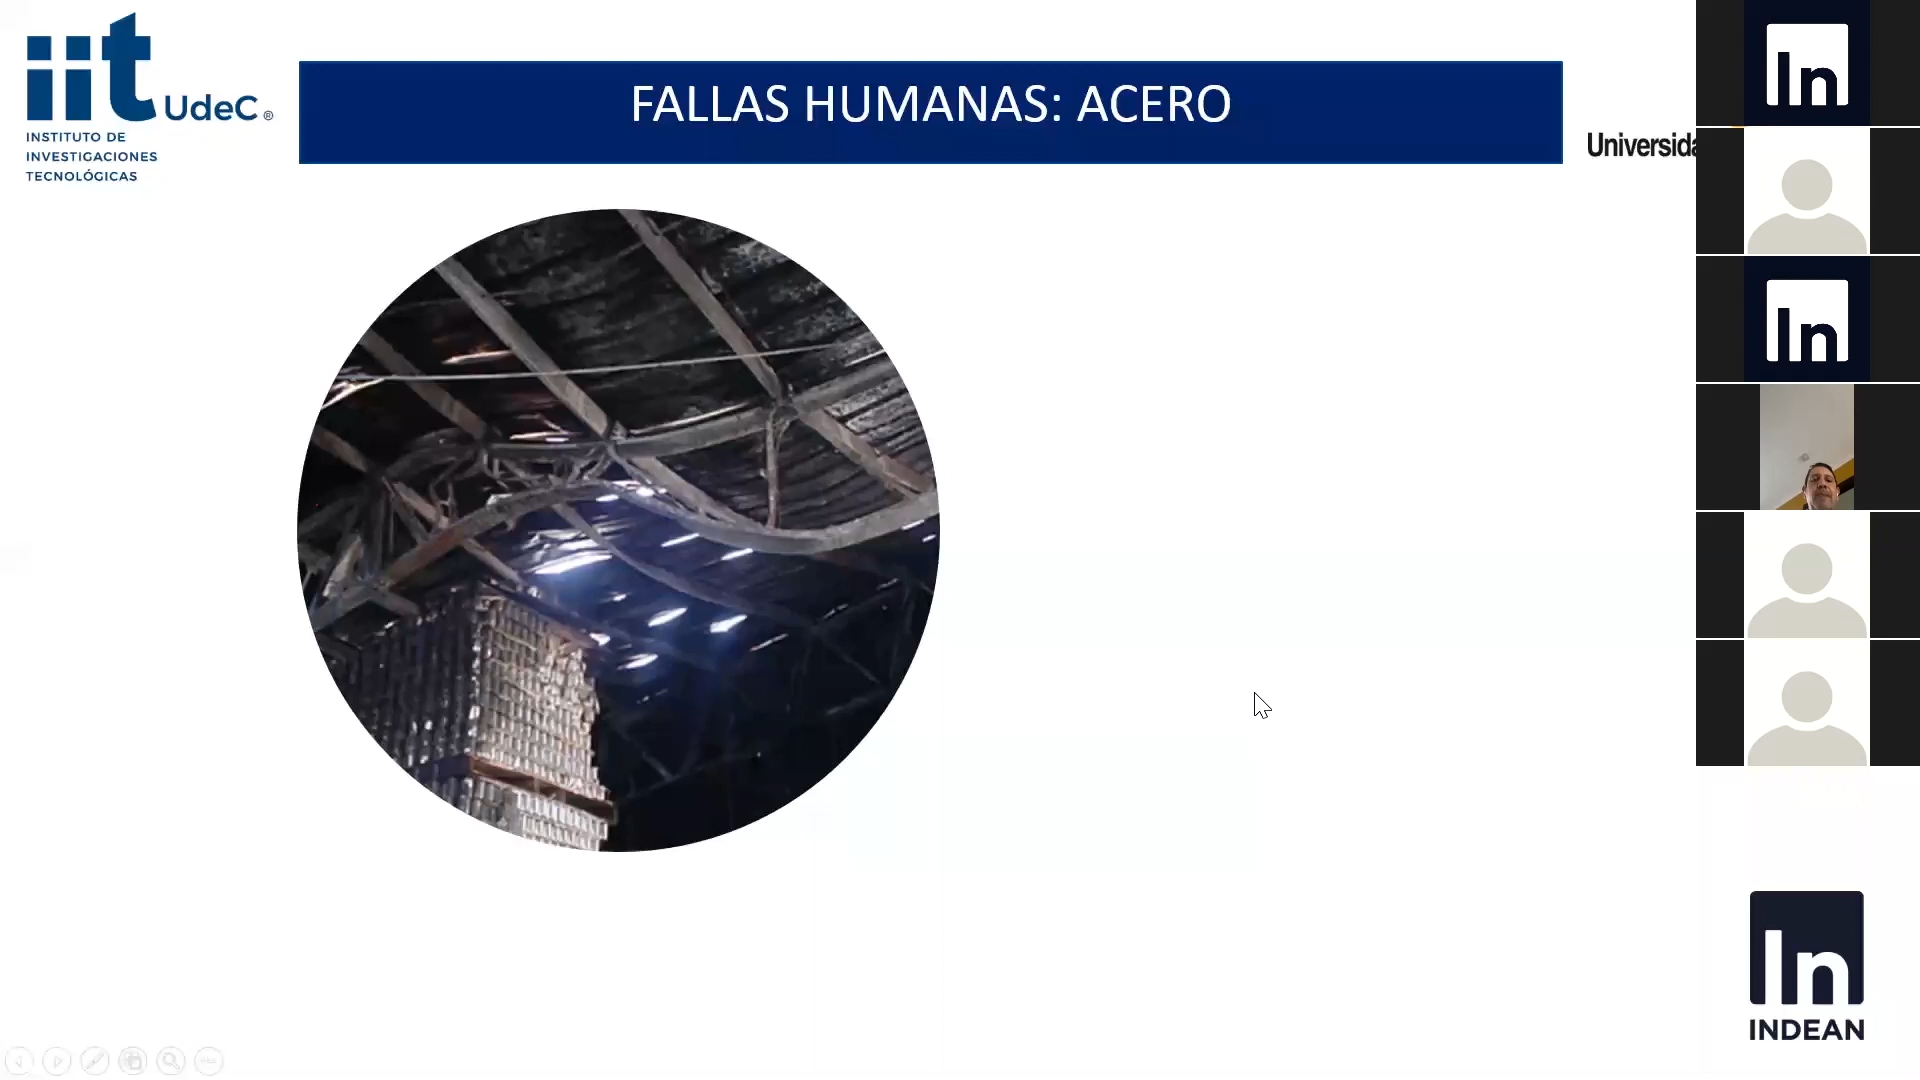 iit UdeC ®
INSTITUTO DE
INVESTIGACIONES
TECNOLÓGICAS
FALLAS HUMANAS: ACERO
Universida
In
In
In
INDEAN